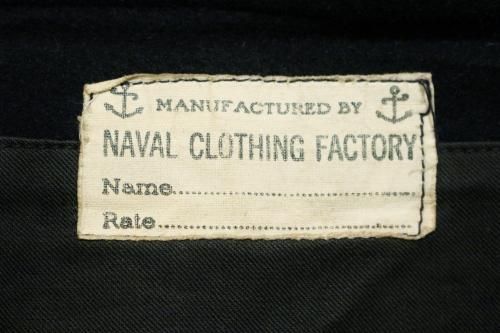 MANUFACTURED BY
NAVAL CLOTHING FACTORY
Name..............................
Rate..............................